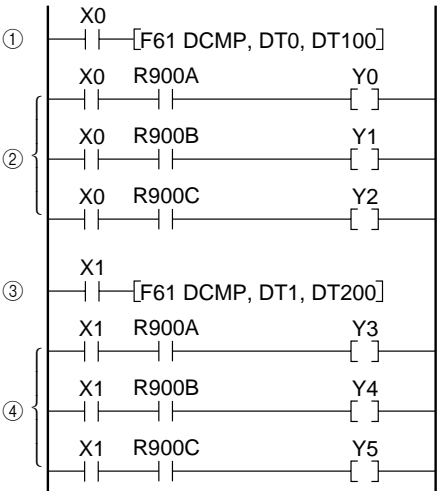 X0
① [F61 DCMP, DT0, DT100]
X0 R900A Y0
X0 R900B Y1
②
X0 R900C Y2
X1
③ [F61 DCMP, DT1, DT200]
X1 R900A Y3
X1 R900B Y4
④
X1 R900C Y5